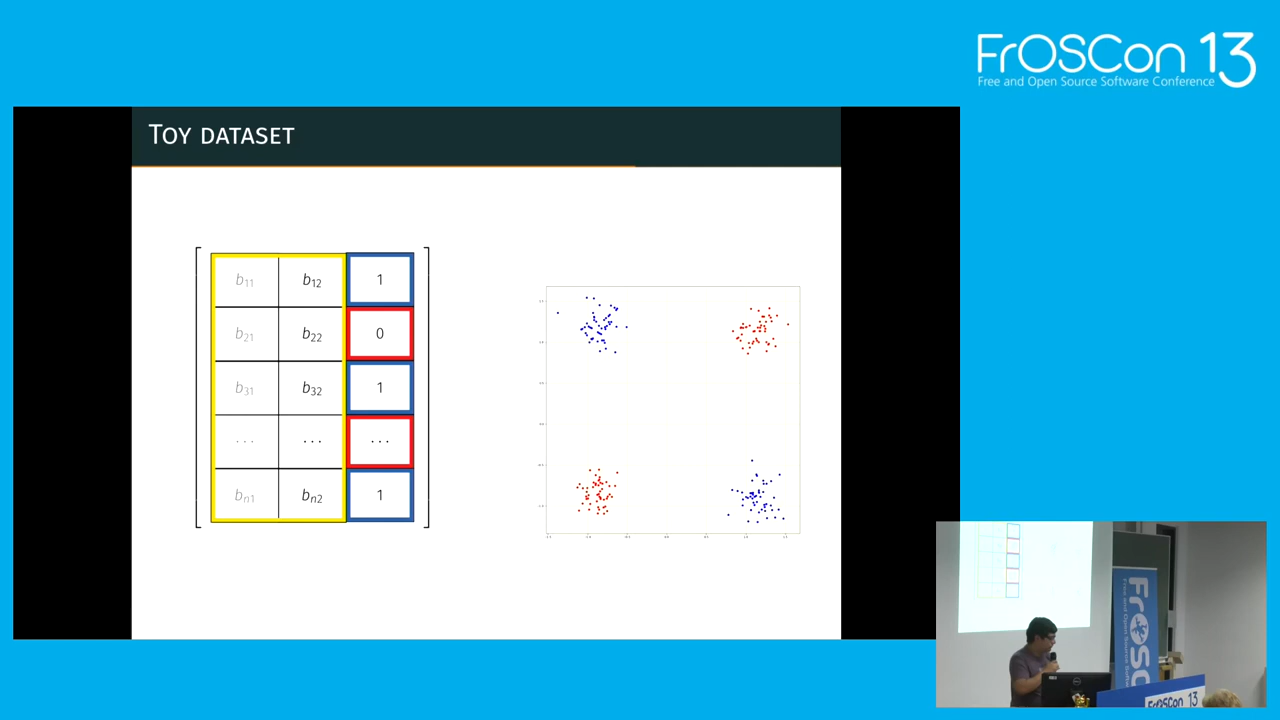 FrOSCon 13
Free and Open Source Software Conference
Toy dataset
b11 b12 1
b21 b22 0
b31 b32 1
... ... ...
bn1 bn2 1
FrOSC
FrOSCon 13